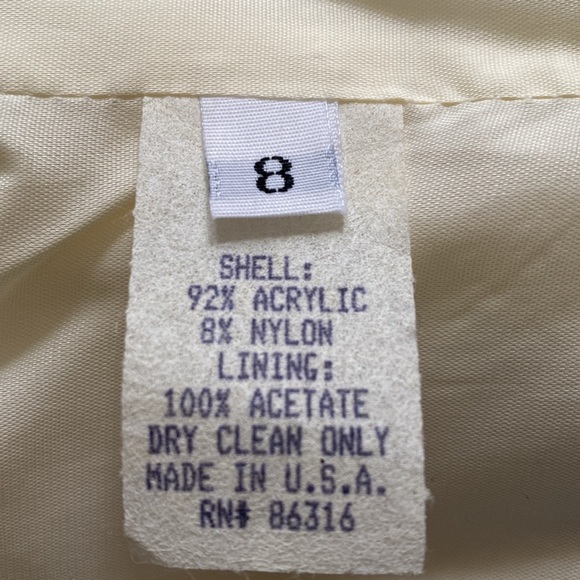 8
SHELL:
92% ACRYLIC
8% NYLON
LINING:
100% ACETATE
DRY CLEAN ONLY
MADE IN U.S.A.
RN# 86316